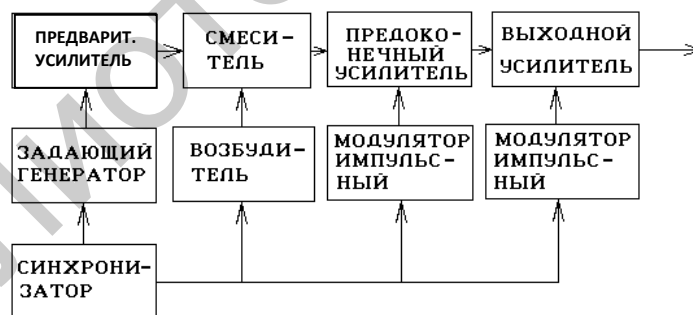 ПРЕДВАРИТ.
УСИЛИТЕЛЬ
СМЕСИ-
ТЕЛЬ
ПРЕДОКО-
НЕЧНЫЙ
УСИЛИТЕЛЬ
ВЫХОДНОЙ
УСИЛИТЕЛЬ
ЗАДАЮЩИЙ
ГЕНЕРАТОР
ВОЗБУДИ-
ТЕЛЬ
МОДУЛЯТОР
ИМПУЛЬС-
НЫЙ
МОДУЛЯТОР
ИМПУЛЬС-
НЫЙ
СИНХРОНИ-
ЗАТОР